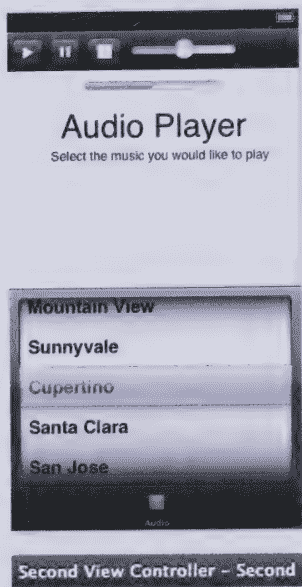 Audio Player
Select the music you would like to play
Mountain View
Sunnyvale
Cupertino
Santa Clara
San Jose
Audio
Second View Controller – Second